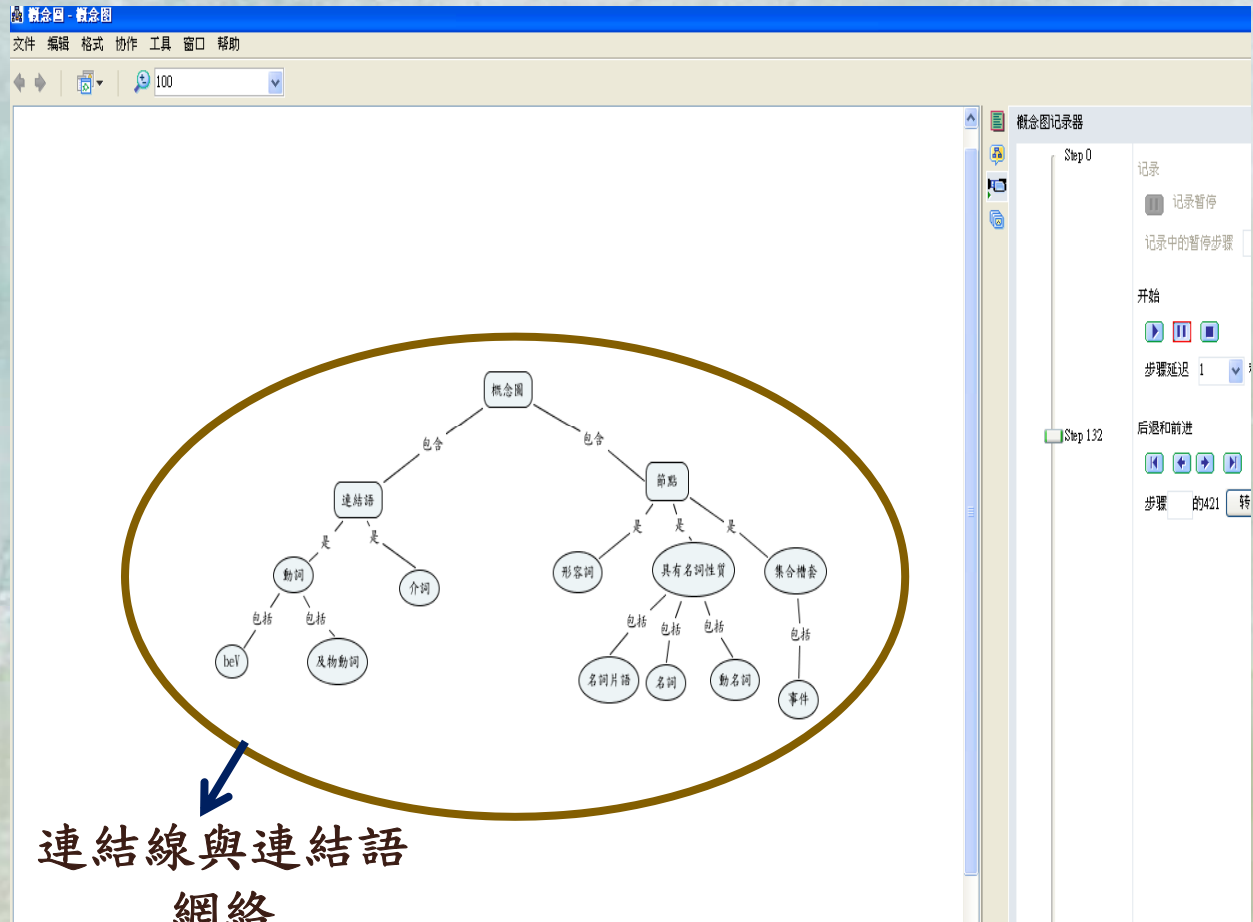 概念图 - 概念图
文件 编辑 格式 协作 工具 窗口 帮助
100
概念图记录器
Step 0
记录
记录暂停
记录中的暂停步骤
开始
步骤延迟 1
Step 132
后退和前进
步骤 的421 转
概念圖
包含 包含
連結語 節點
是 是 是 是 是
動詞 介詞 形容詞 具有名詞性質 集合槽套
包括 包括 包括 包括 包括 包括
beV 及物動詞 名詞片語 名詞 動名詞 事件
連結線與連結語
網絡